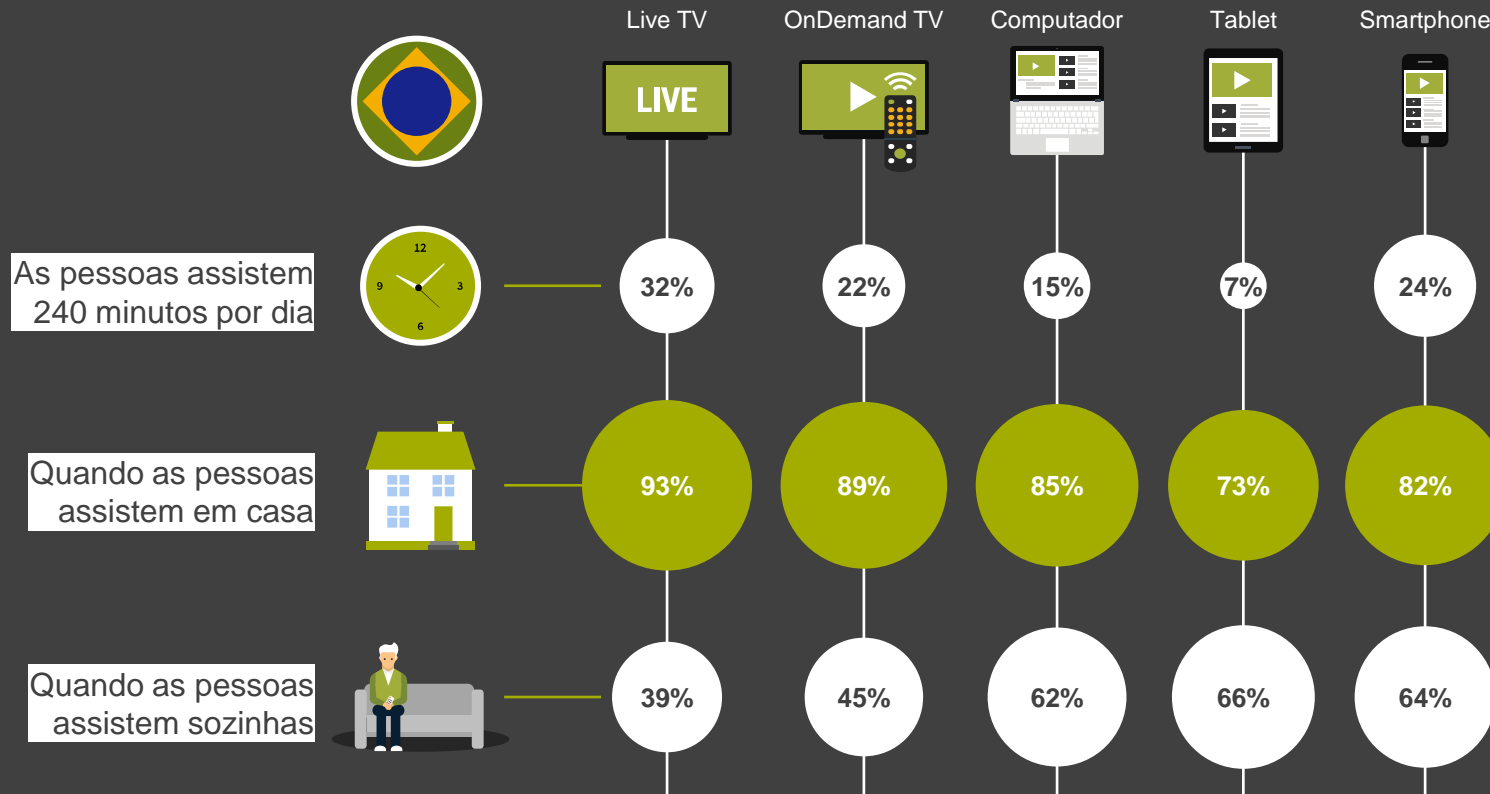 Live TV
OnDemand TV
Computador
Tablet
Smartphone
LIVE
12
9
3
6
As pessoas assistem
240 minutos por dia
32%
22%
15%
7%
24%
Quando as pessoas
assistem em casa
93%
89%
85%
73%
82%
Quando as pessoas
assistem sozinhas
39%
45%
62%
66%
64%